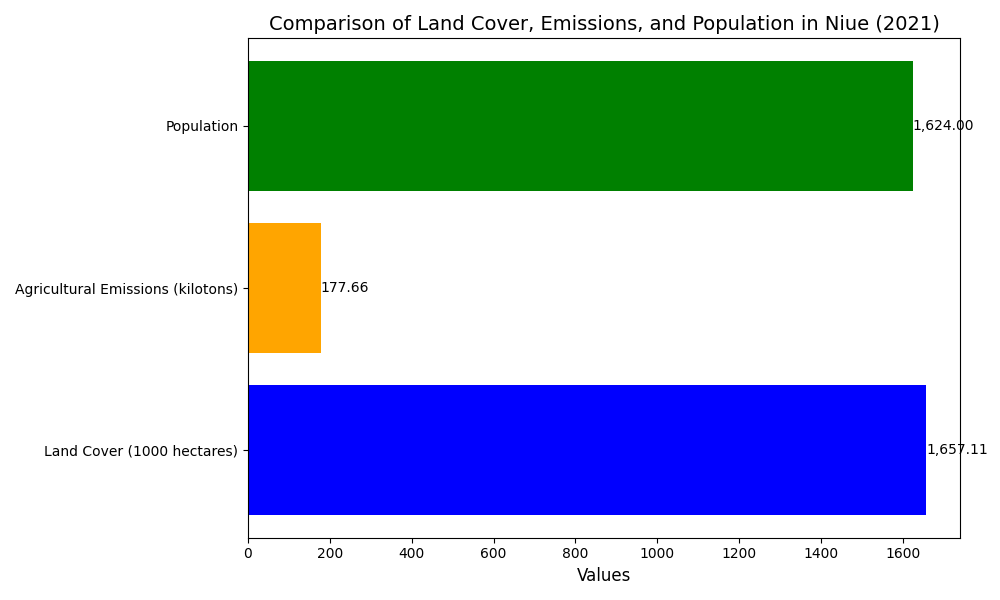 Comparison of Land Cover, Emissions, and Population in Niue (2021)
Population
1,624.00
Agricultural Emissions (kilotons)
177.66
Land Cover (1000 hectares)
1,657.11
0 200 400 600 800 1000 1200 1400 1600
Values